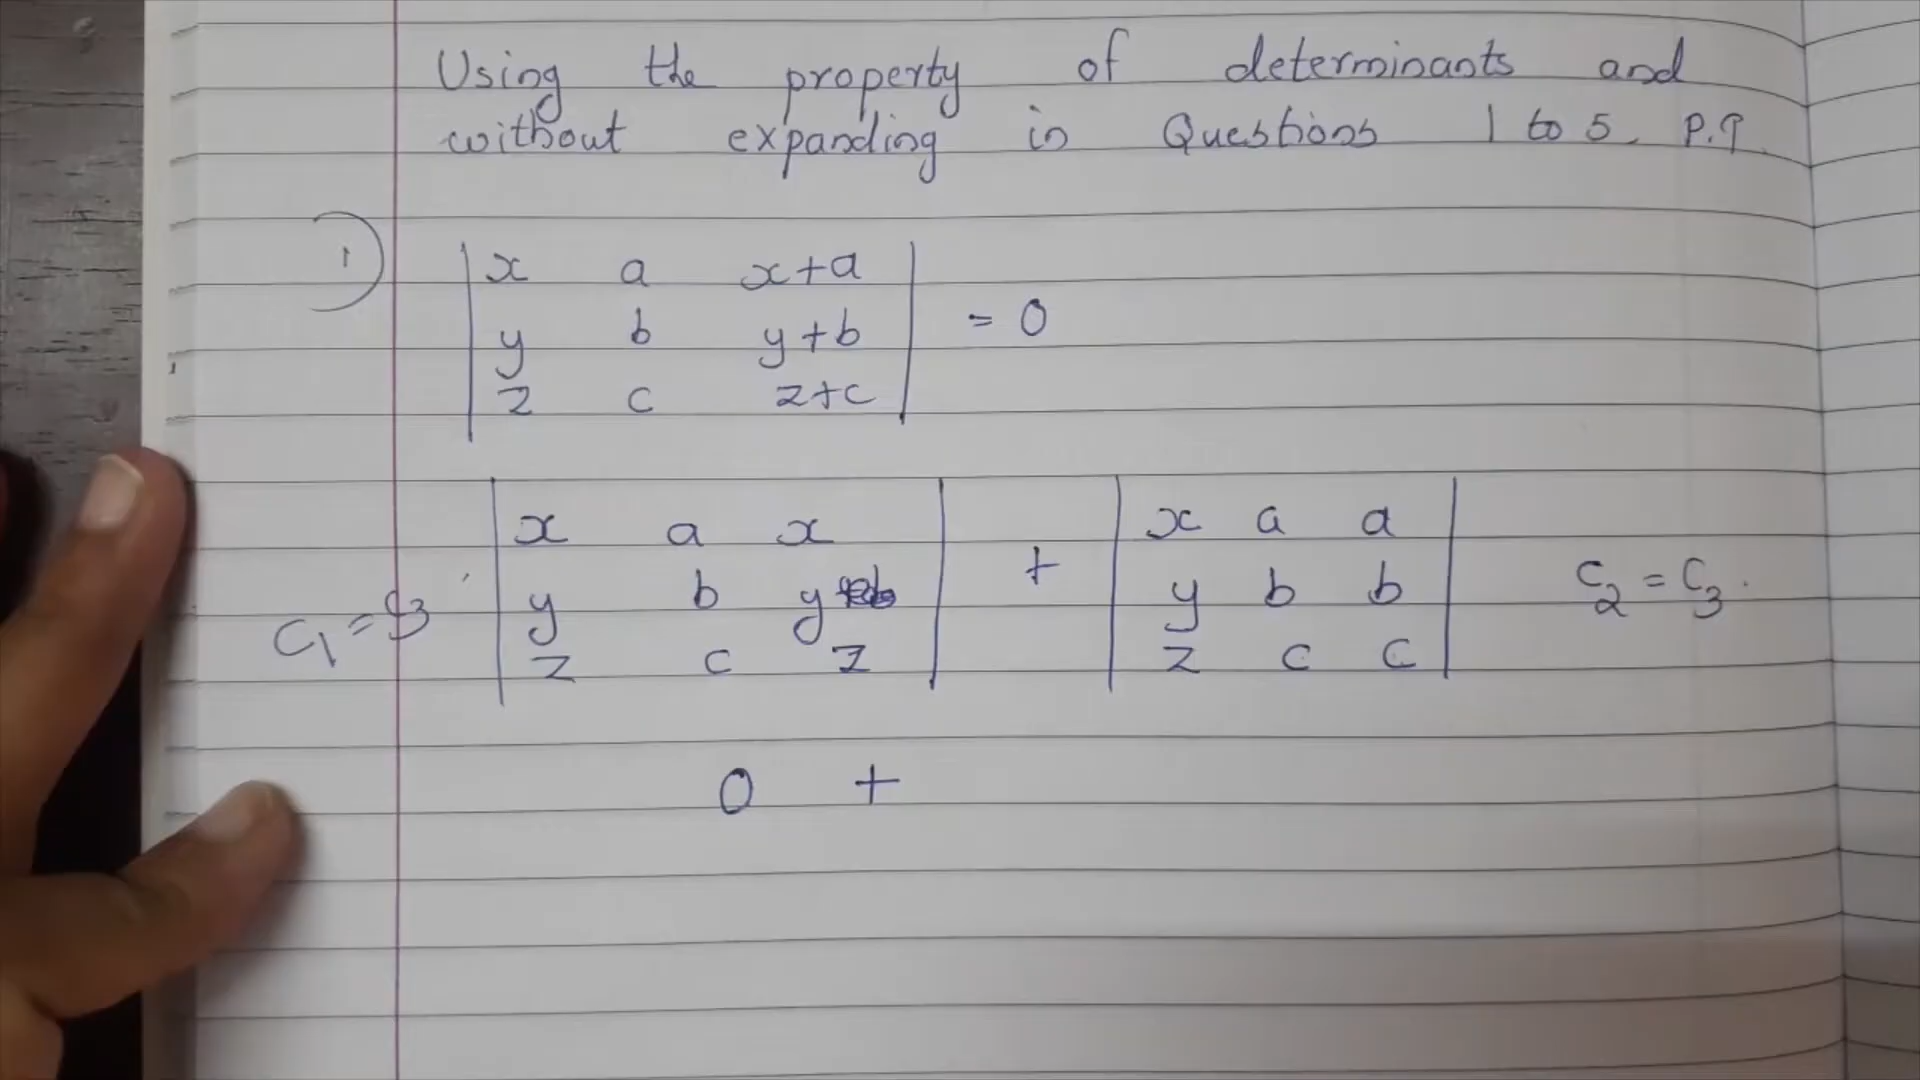 Using the property of determinants and
without expanding in Questions 1 to 5. P.T
1)
x a x+a
y b y+b = 0
z c z+c
x a x + x a a
y b y y b b
z c z z c c
C1 = C3
C2 = C3.
0 +